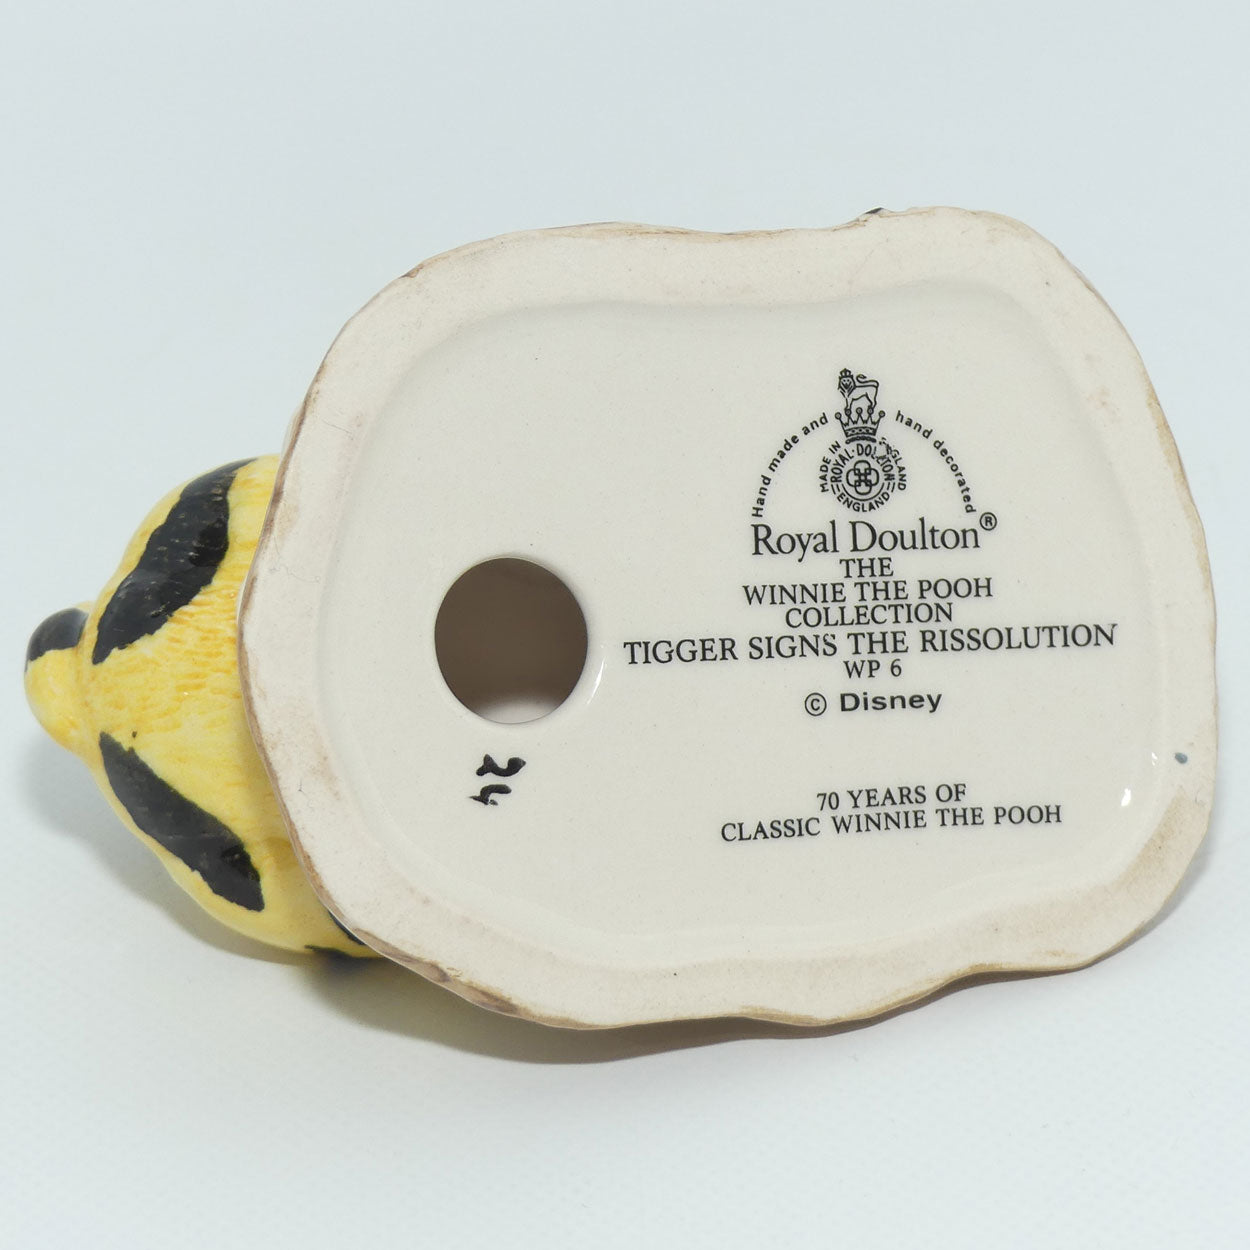 Hand made and hand decorated
MADE IN ENGLAND
ROYAL·DOULTON
ENGLAND
Royal Doulton®
THE
WINNIE THE POOH
COLLECTION
TIGGER SIGNS THE RISSOLUTION
WP 6
© Disney
24
70 YEARS OF
CLASSIC WINNIE THE POOH